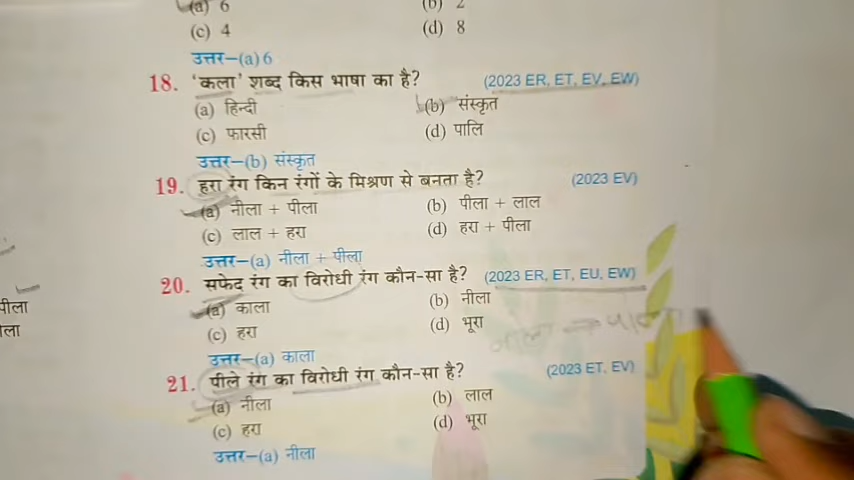 (a) 6 (b) 2
(c) 4 (d) 8
उत्तर–(a) 6
18. 'कला' शब्द किस भाषा का है? (2023 ER, ET, EV, EW)
(a) हिन्दी (b) संस्कृत
(c) फारसी (d) पालि
उत्तर–(b) संस्कृत
19. हरा रंग किन रंगों के मिश्रण से बनता है? (2023 EV)
(a) नीला + पीला (b) पीला + लाल
(c) लाल + हरा (d) हरा + पीला
उत्तर–(a) नीला + पीला
20. सफेद रंग का विरोधी रंग कौन-सा है? (2023 ER, ET, EU, EW)
(a) काला (b) नीला
पीला
(c) हरा (d) भूरा
उत्तर–(a) काला
21. पीले रंग का विरोधी रंग कौन-सा है? (2023 ET, EV)
(a) नीला (b) लाल
(c) हरा (d) भूरा
उत्तर–(a) नीला